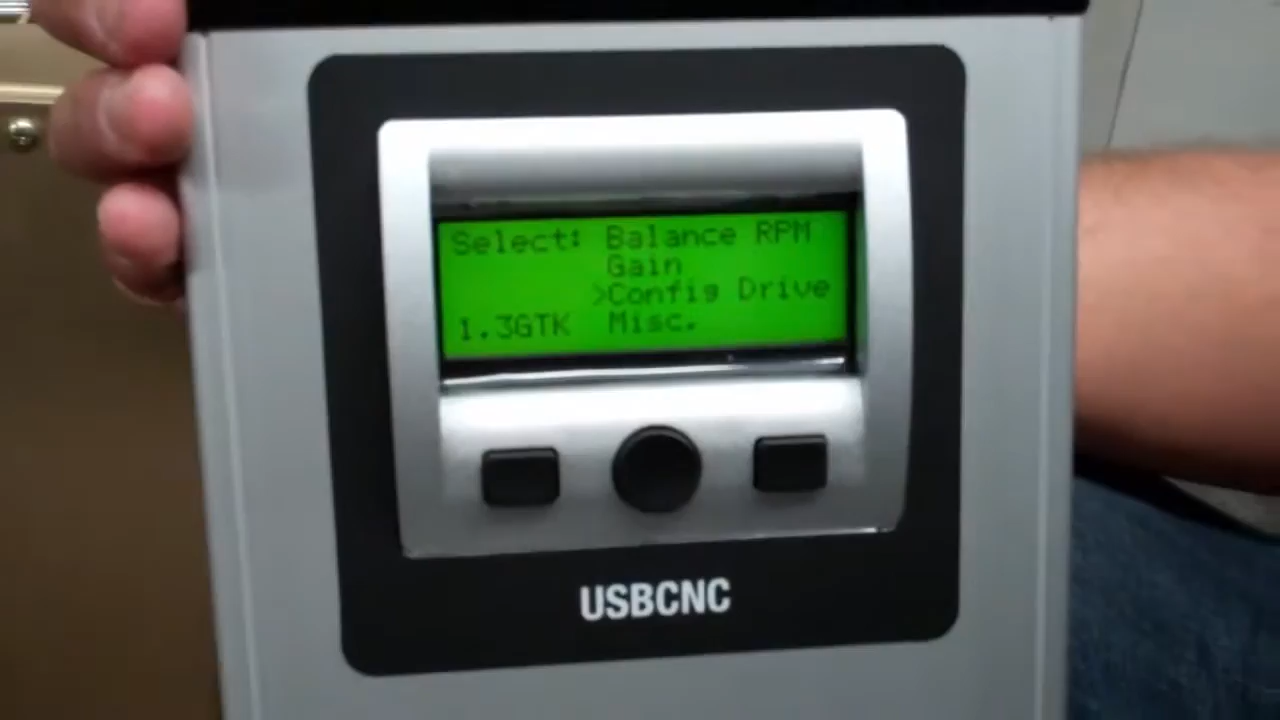 Select: Balance RPM
Gain
>Config Drive
1.3GTK Misc.
USBCNC